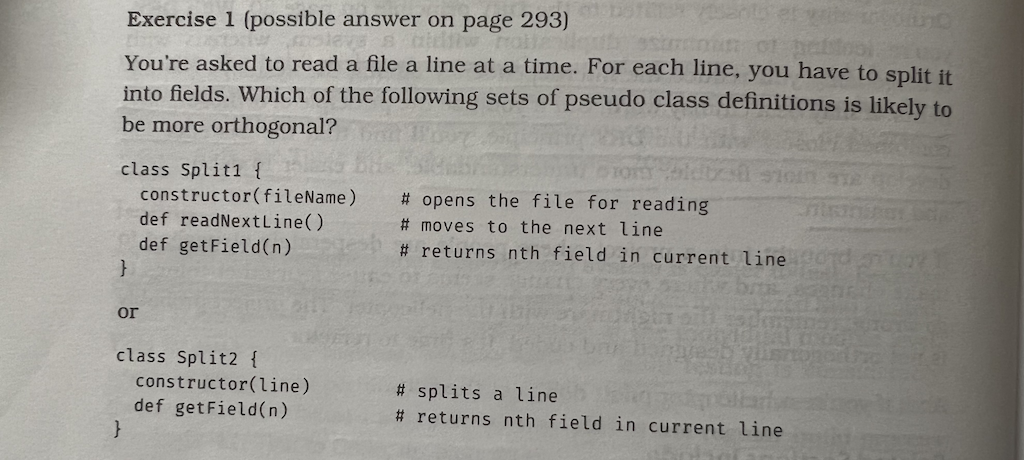 Exercise 1 (possible answer on page 293)
You're asked to read a file a line at a time. For each line, you have to split it
into fields. Which of the following sets of pseudo class definitions is likely to
be more orthogonal?
class Split1 {
  constructor(fileName)    # opens the file for reading
  def readNextLine()       # moves to the next line
  def getField(n)          # returns nth field in current line
}
or
class Split2 {
  constructor(line)        # splits a line
  def getField(n)          # returns nth field in current line
}